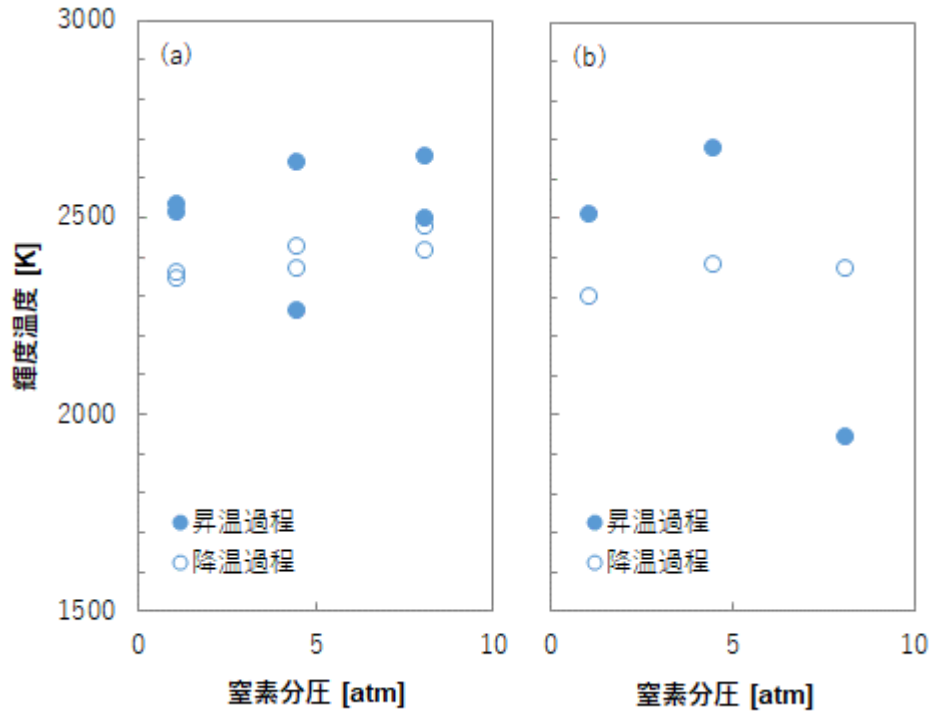 3000
2500
2000
1500
輝度温度 [K]
(a)
昇温過程
降温過程
0
5
10
窒素分圧 [atm]
(b)
昇温過程
降温過程
0
5
10
窒素分圧 [atm]